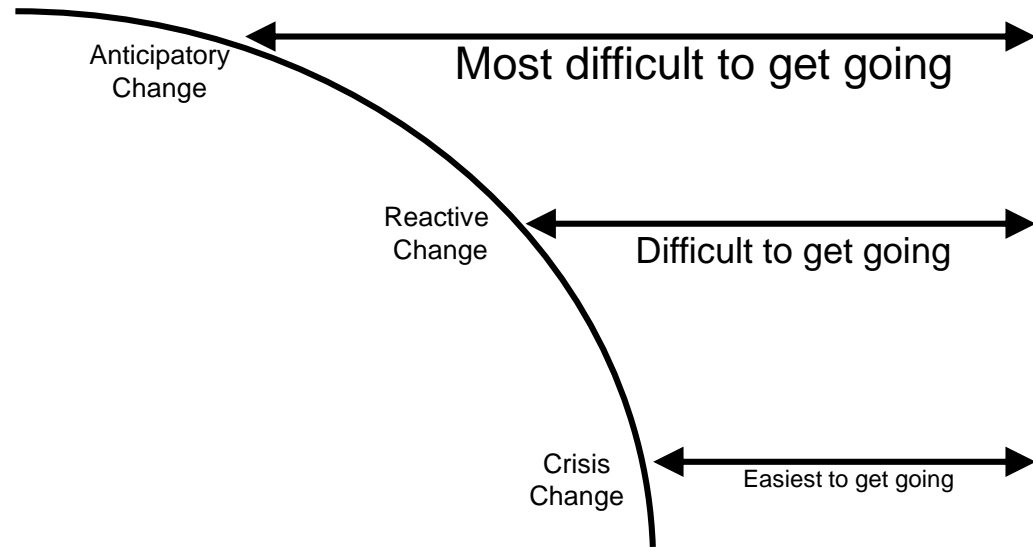 Anticipatory
Change
Most difficult to get going
Reactive
Change
Difficult to get going
Crisis
Change
Easiest to get going